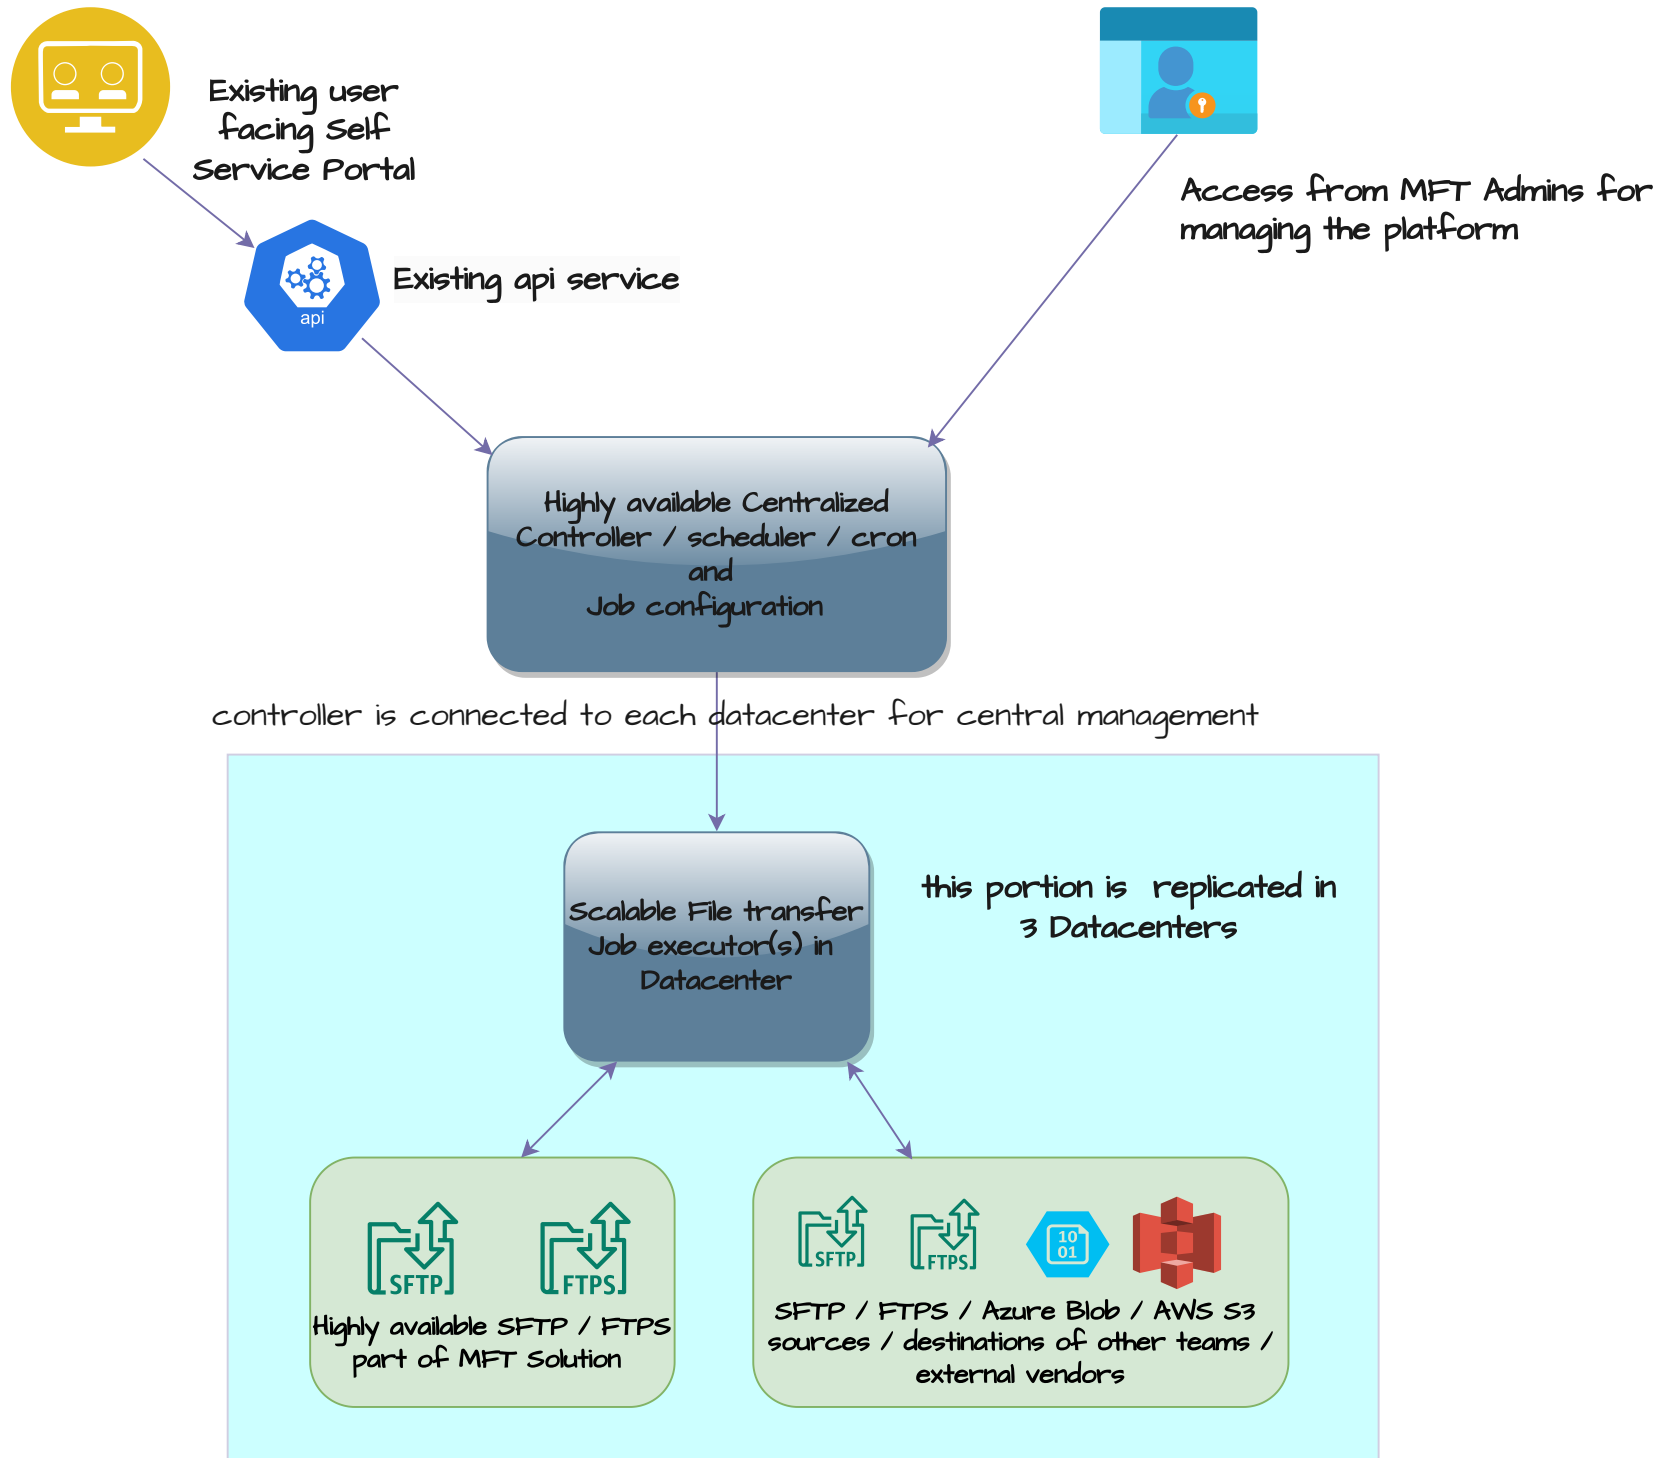 Existing user
facing Self
Service Portal
Access from MFT Admins for
managing the platform
api
Existing api service
Highly available Centralized
Controller / scheduler / cron
and
Job configuration
controller is connected to each datacenter for central management
this portion is replicated in
3 Datacenters
Scalable File transfer
Job executor(s) in
Datacenter
SFTP
FTPS
Highly available SFTP / FTPS
part of MFT Solution
SFTP
FTPS
10
01
SFTP / FTPS / Azure Blob / AWS S3
sources / destinations of other teams /
external vendors